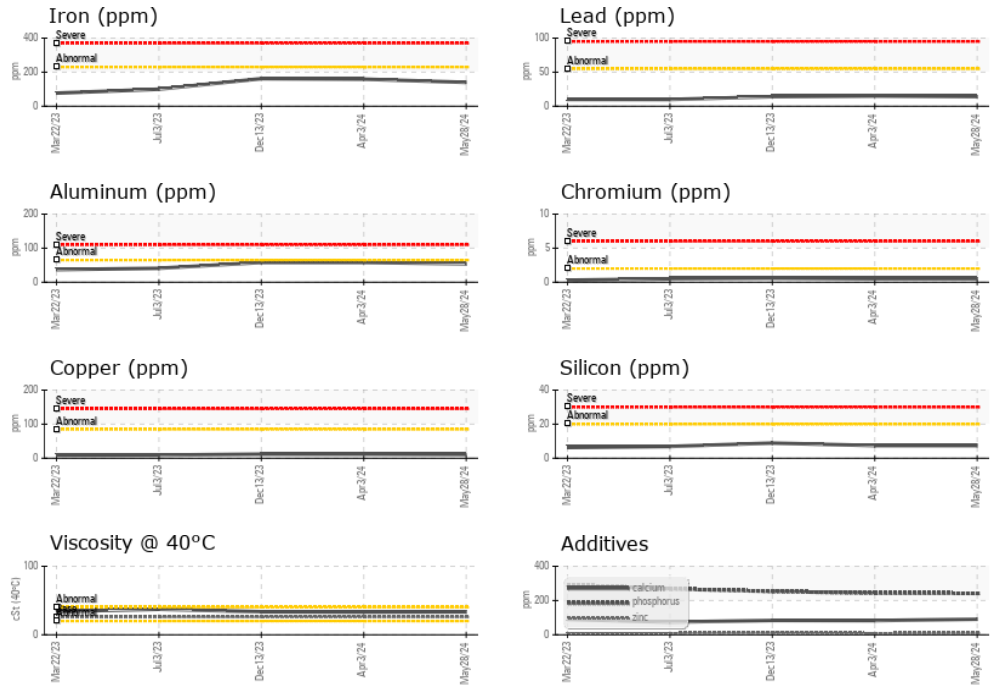 Iron (ppm)
400
200
0
ppm
Severe
Abnormal
Mar22/23
Jul3/23
Dec13/23
Apr3/24
May28/24
Lead (ppm)
100
50
0
ppm
Severe
Abnormal
Mar22/23
Jul3/23
Dec13/23
Apr3/24
May28/24
Aluminum (ppm)
200
100
0
ppm
Severe
Abnormal
Mar22/23
Jul3/23
Dec13/23
Apr3/24
May28/24
Chromium (ppm)
10
5
0
ppm
Severe
Abnormal
Mar22/23
Jul3/23
Dec13/23
Apr3/24
May28/24
Copper (ppm)
200
100
0
ppm
Severe
Abnormal
Mar22/23
Jul3/23
Dec13/23
Apr3/24
May28/24
Silicon (ppm)
40
20
0
ppm
Severe
Abnormal
Mar22/23
Jul3/23
Dec13/23
Apr3/24
May28/24
Viscosity @ 40°C
100
0
cSt (40°C)
Abnormal
Abnormal
Mar22/23
Jul3/23
Dec13/23
Apr3/24
May28/24
Additives
400
200
0
ppm
calcium
phosphorus
zinc
Mar22/23
Jul3/23
Dec13/23
Apr3/24
May28/24